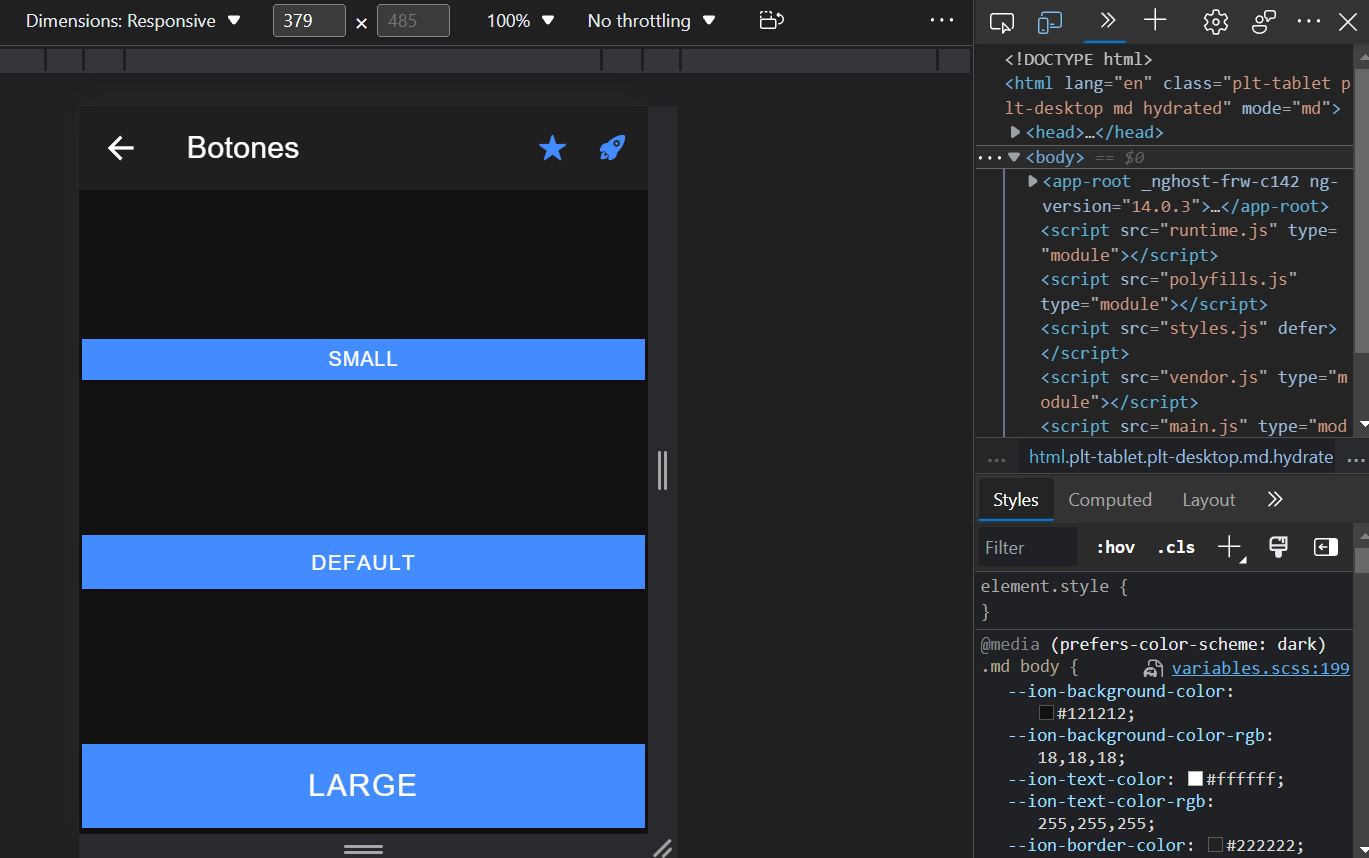 Dimensions: Responsive 379 × 485 100% No throttling
Botones
SMALL
DEFAULT
LARGE
<!DOCTYPE html>
<html lang="en" class="plt-tablet p
lt-desktop md hydrated" mode="md">
<head>…</head>
<body> == $0
<app-root _nghost-frw-c142 ng-
version="14.0.3">…</app-root>
<script src="runtime.js" type=
"module"></script>
<script src="polyfills.js"
type="module"></script>
<script src="styles.js" defer>
</script>
<script src="vendor.js" type="m
odule"></script>
<script src="main.js" type="mod
... html.plt-tablet.plt-desktop.md.hydrate ...
Styles Computed Layout
Filter :hov .cls
element.style {
}
@media (prefers-color-scheme: dark)
.md body { variables.scss:199
--ion-background-color:
#121212;
--ion-background-color-rgb:
18,18,18;
--ion-text-color: #ffffff;
--ion-text-color-rgb:
255,255,255;
--ion-border-color: #222222;